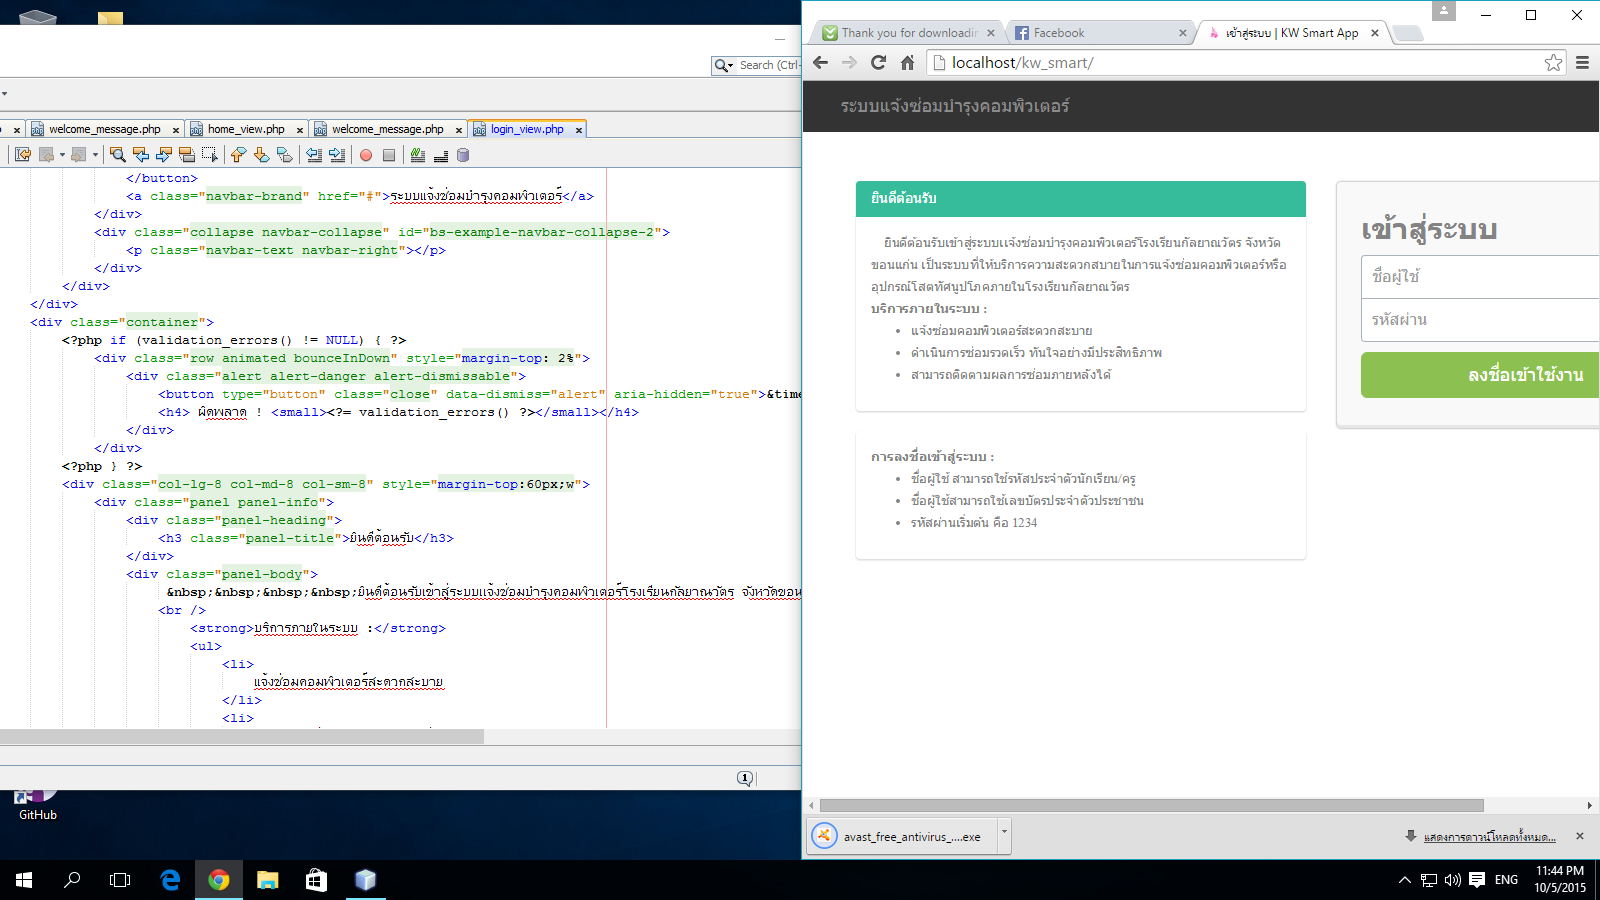 Search (Ctrl-
welcome_message.php
home_view.php
welcome_message.php
login_view.php
</button>
<a class="navbar-brand" href="#">ระบบแจ้งซ่อมบำรุงคอมพิวเตอร์</a>
</div>
<div class="collapse navbar-collapse" id="bs-example-navbar-collapse-2">
<p class="navbar-text navbar-right"></p>
</div>
</div>
</div>
<div class="container">
<?php if (validation_errors() != NULL) { ?>
<div class="row animated bounceInDown" style="margin-top: 2%">
<div class="alert alert-danger alert-dismissable">
<button type="button" class="close" data-dismiss="alert" aria-hidden="true">&time
<h4> ผิดพลาด ! <small><?= validation_errors() ?></small></h4>
</div>
</div>
<?php } ?>
<div class="col-lg-8 col-md-8 col-sm-8" style="margin-top:60px;w">
<div class="panel panel-info">
<div class="panel-heading">
<h3 class="panel-title">ยินดีต้อนรับ</h3>
</div>
<div class="panel-body">
&nbsp;&nbsp;&nbsp;&nbsp;ยินดีต้อนรับเข้าสู่ระบบแจ้งซ่อมบำรุงคอมพิวเตอร์โรงเรียนกัลยาณวัตร จังหวัดขอน
<br />
<strong>บริการภายในระบบ :</strong>
<ul>
<li>
แจ้งซ่อมคอมพิวเตอร์สะดวกสะบาย
</li>
<li>
1
GitHub
Thank you for downloadin
Facebook
เข้าสู่ระบบ | KW Smart App
localhost/kw_smart/
ระบบแจ้งซ่อมบำรุงคอมพิวเตอร์
ยินดีต้อนรับ
ยินดีต้อนรับเข้าสู่ระบบแจ้งซ่อมบำรุงคอมพิวเตอร์โรงเรียนกัลยาณวัตร จังหวัด
ขอนแก่น เป็นระบบที่ให้บริการความสะดวกสบายในการแจ้งซ่อมคอมพิวเตอร์หรือ
อุปกรณ์โสตทัศนูปโภคภายในโรงเรียนกัลยาณวัตร
บริการภายในระบบ :
แจ้งซ่อมคอมพิวเตอร์สะดวกสะบาย
ดำเนินการซ่อมรวดเร็ว ทันใจอย่างมีประสิทธิภาพ
สามารถติดตามผลการซ่อมภายหลังได้
การลงชื่อเข้าสู่ระบบ :
ชื่อผู้ใช้ สามารถใช้รหัสประจำตัวนักเรียน/ครู
ชื่อผู้ใช้สามารถใช้เลขบัตรประจำตัวประชาชน
รหัสผ่านเริ่มต้น คือ 1234
เข้าสู่ระบบ
ชื่อผู้ใช้
รหัสผ่าน
ลงชื่อเข้าใช้งาน
avast_free_antivirus_....exe
แสดงการดาวน์โหลดทั้งหมด...
ENG
11:44 PM
10/5/2015